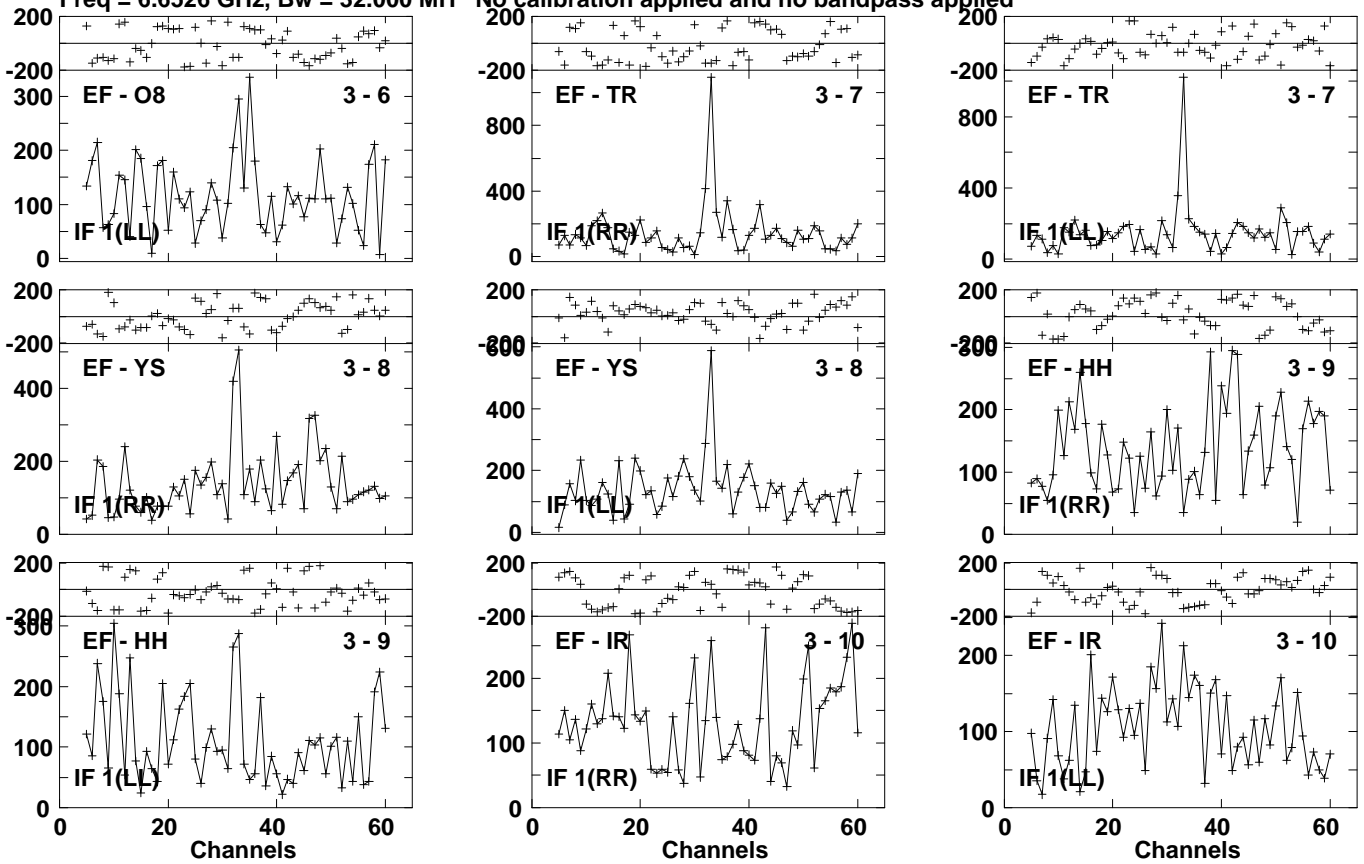 Freq = 6.6526 GHz, Bw = 32.000 MH No calibration applied and no bandpass applied
200
-200
300
200
100
0
EF - O8
3 - 6
IF 1(LL)
200
-200
800
400
0
EF - TR
3 - 7
IF 1(RR)
200
-200
800
400
0
EF - TR
3 - 7
IF 1(LL)
200
-200
400
200
0
EF - YS
3 - 8
IF 1(RR)
200
-200
600
400
200
0
EF - YS
3 - 8
IF 1(LL)
200
-200
300
200
100
0
EF - HH
3 - 9
IF 1(RR)
200
-200
300
200
100
0
EF - HH
3 - 9
IF 1(LL)
0 20 40 60
Channels
200
-200
200
100
0
EF - IR
3 - 10
IF 1(RR)
0 20 40 60
Channels
200
-200
200
100
0
EF - IR
3 - 10
IF 1(LL)
0 20 40 60
Channels